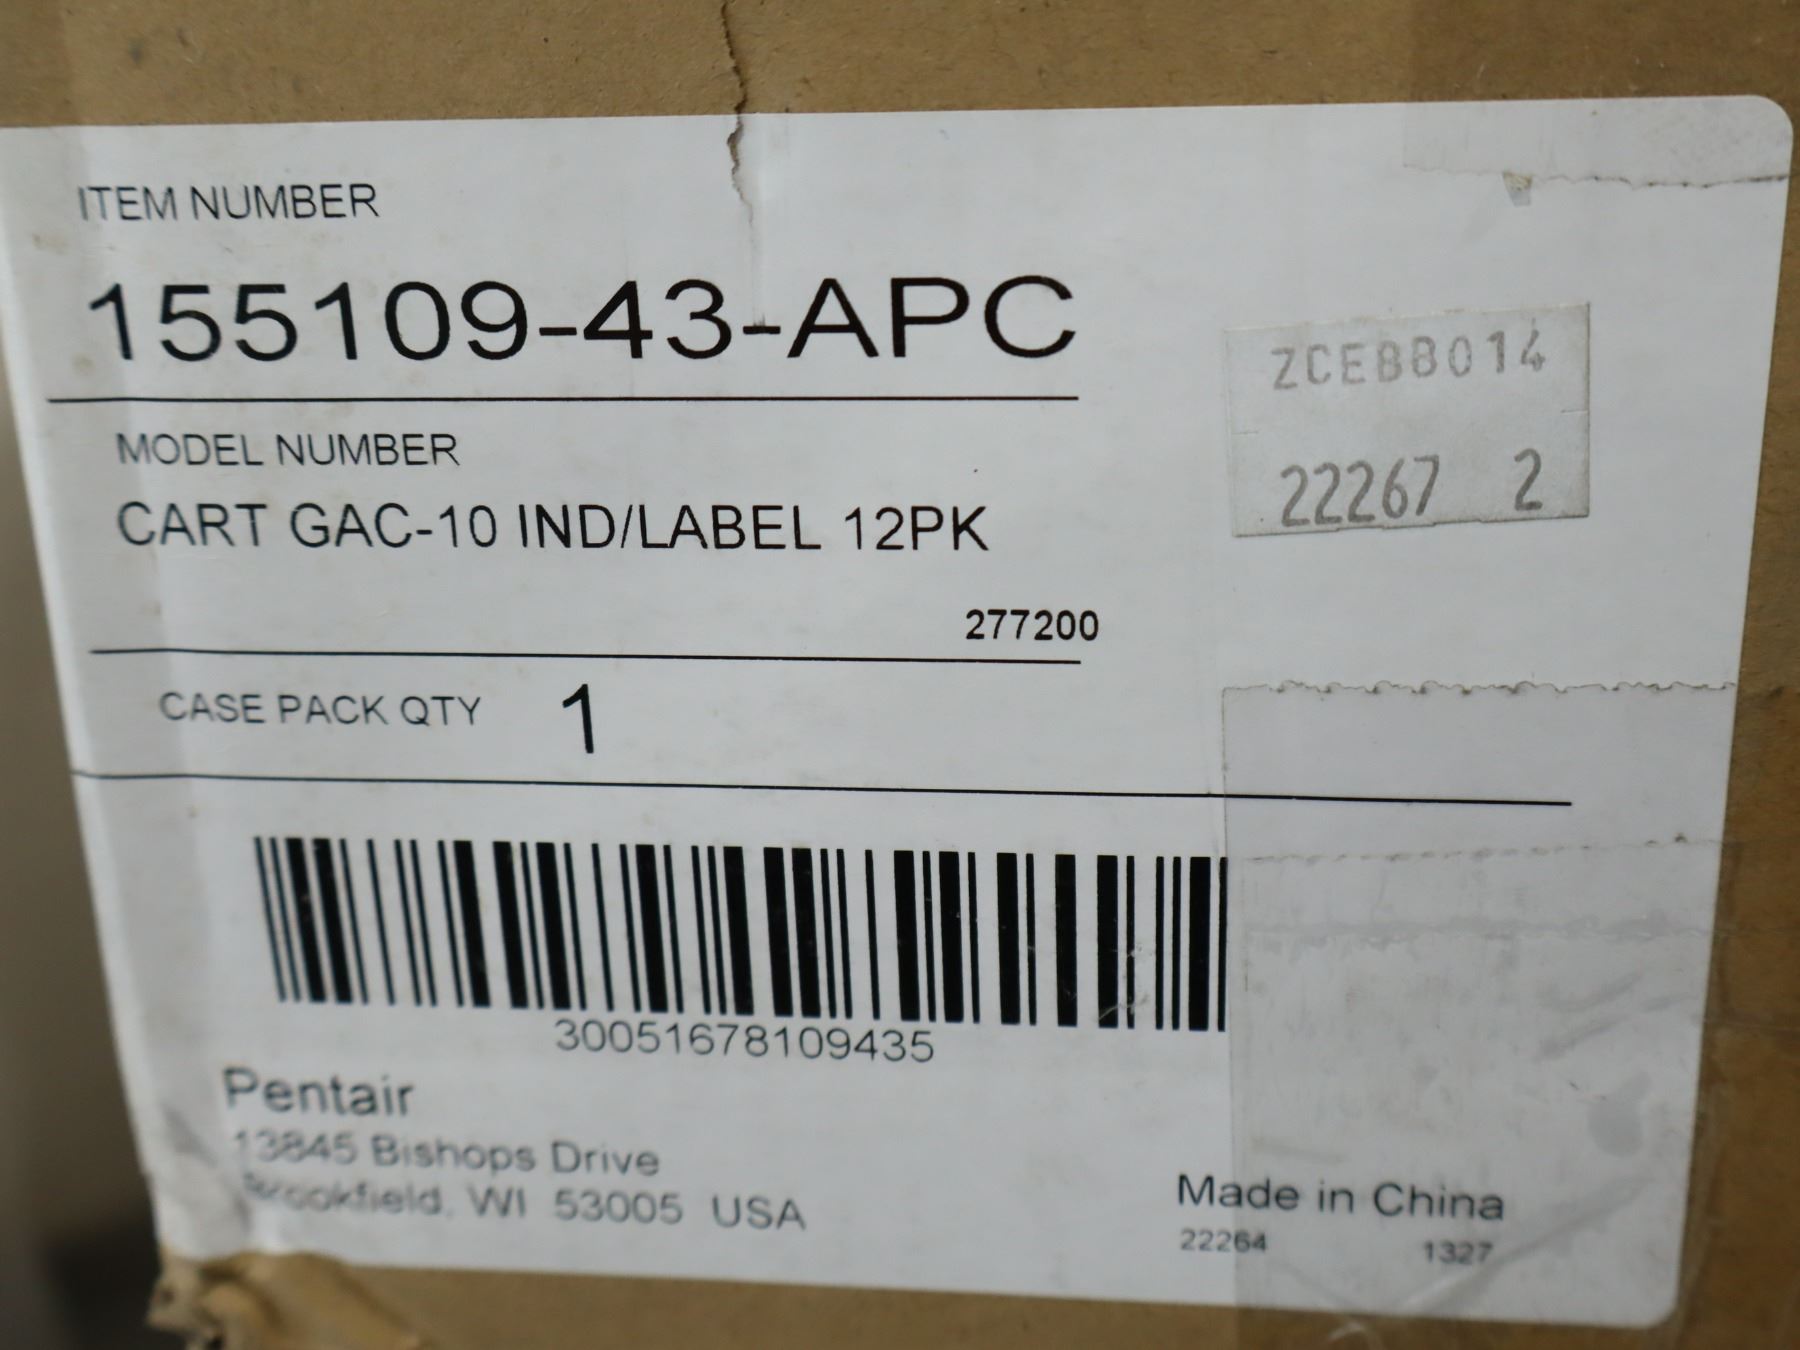 ITEM NUMBER
155109-43-APC
ZCEBB014
MODEL NUMBER
22267 2
CART GAC-10 IND/LABEL 12PK
277200
CASE PACK QTY 1
30051678109435
Pentair
13845 Bishops Drive
Brookfield, WI 53005 USA
Made in China
22264 1327